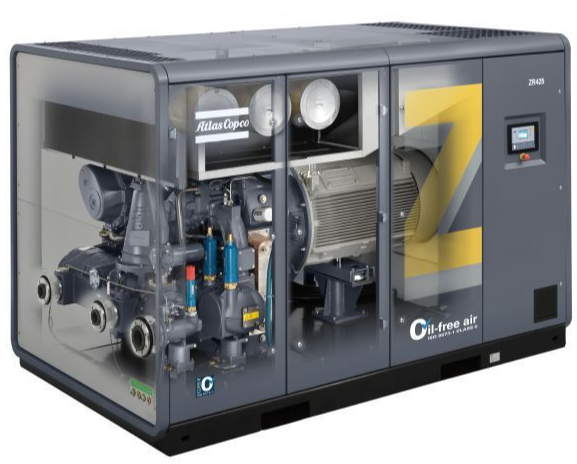 Atlas Copco
ZR425
Oil-free air
ISO 8573-1 CLASS 0